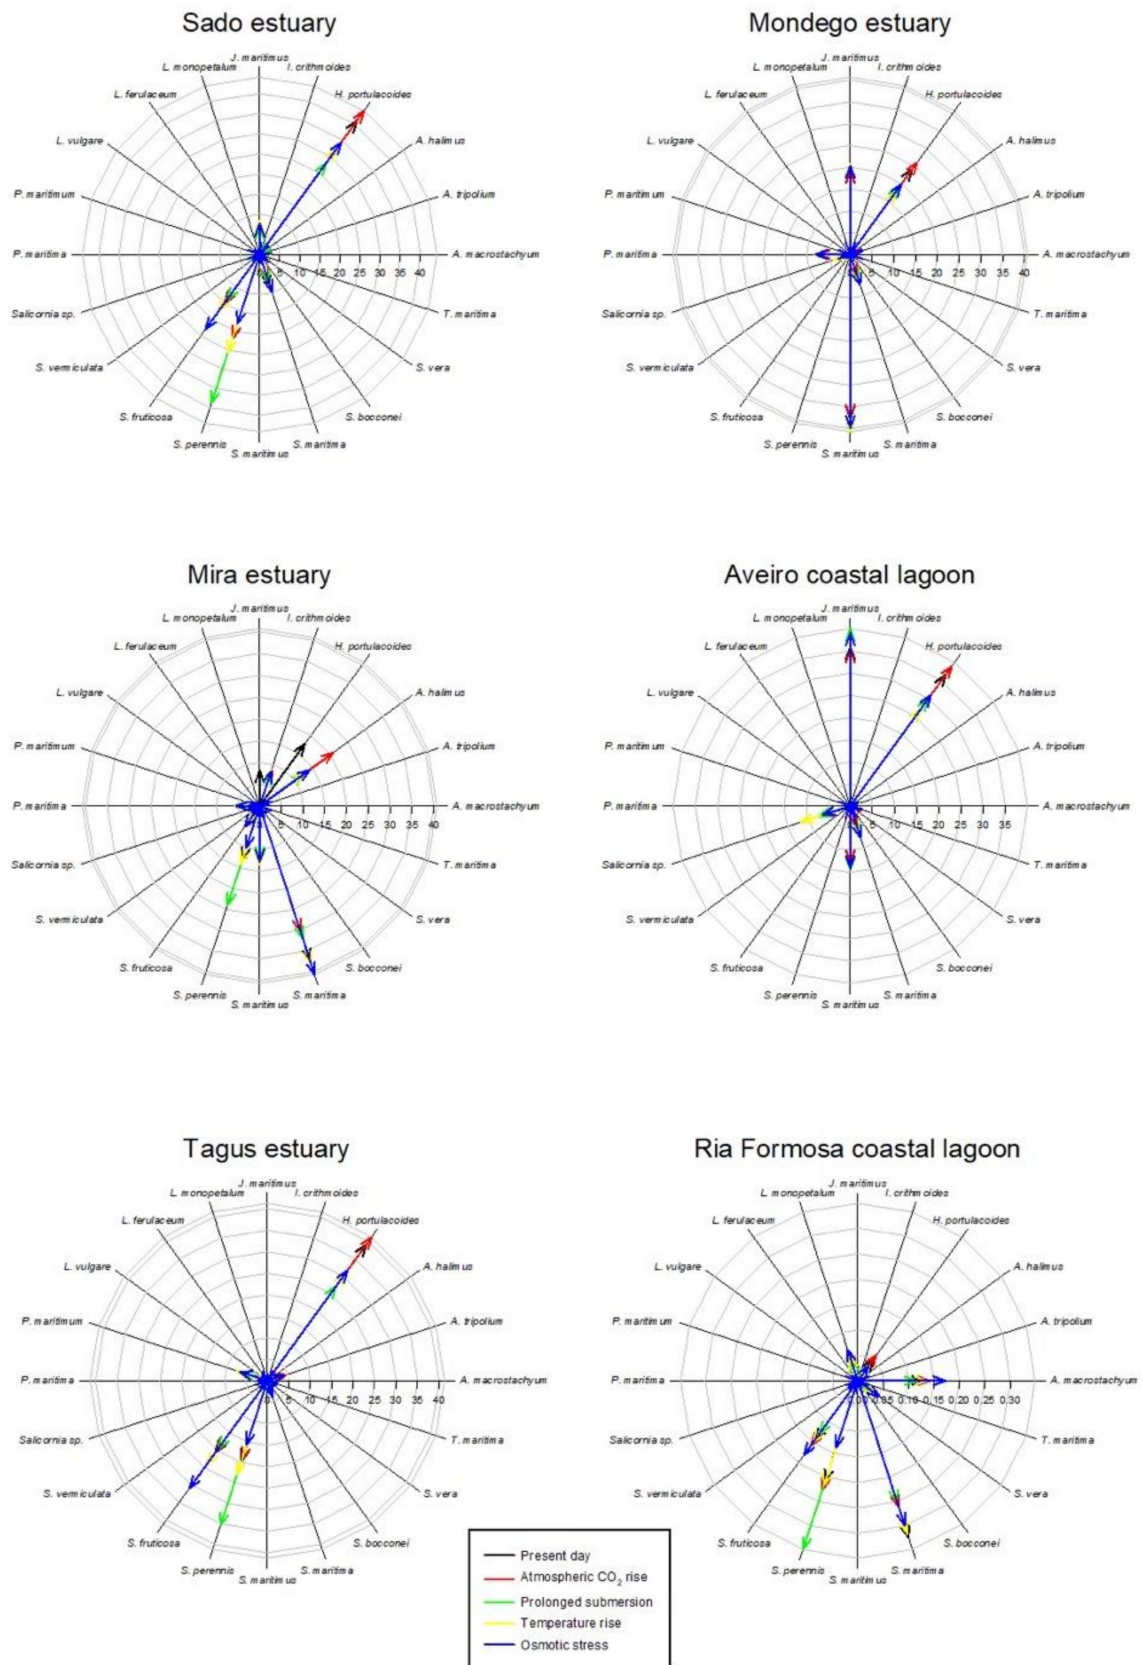 Sado estuary
J. maritimus
L. monopetalum
I. crithmoides
L. ferulaceum
H. portulacoides
L. vulgare
A. halimus
P. maritimum
A. tripolium
P. maritima
A. macrostachyum
5 10 15 20 25 30 35 40
Salicornia sp.
T. maritima
S. vermiculata
S. vera
S. fruticosa
S. bocconei
S. perennis
S. maritima
S. maritimus
Mondego estuary
J. maritimus
L. monopetalum
I. crithmoides
L. ferulaceum
H. portulacoides
L. vulgare
A. halimus
P. maritimum
A. tripolium
P. maritima
A. macrostachyum
5 10 15 20 25 30 35 40
Salicornia sp.
T. maritima
S. vermiculata
S. vera
S. fruticosa
S. bocconei
S. perennis
S. maritima
S. maritimus
Mira estuary
J. maritimus
L. monopetalum
I. crithmoides
L. ferulaceum
H. portulacoides
L. vulgare
A. halimus
P. maritimum
A. tripolium
P. maritima
A. macrostachyum
0 5 10 15 20 25 30 35 40
Salicornia sp.
T. maritima
S. vermiculata
S. vera
S. fruticosa
S. bocconei
S. perennis
S. maritima
S. maritimus
Aveiro coastal lagoon
J. maritimus
L. monopetalum
I. crithmoides
L. ferulaceum
H. portulacoides
L. vulgare
A. halimus
P. maritimum
A. tripolium
P. maritima
A. macrostachyum
5 10 15 20 25 30 35
Salicornia sp.
T. maritima
S. vermiculata
S. vera
S. fruticosa
S. bocconei
S. perennis
S. maritima
S. maritimus
Tagus estuary
J. maritimus
L. monopetalum
I. crithmoides
L. ferulaceum
H. portulacoides
L. vulgare
A. halimus
P. maritimum
A. tripolium
P. maritima
A. macrostachyum
0 5 10 15 20 25 30 35 40
Salicornia sp.
T. maritima
S. vermiculata
S. vera
S. fruticosa
S. bocconei
S. perennis
S. maritima
S. maritimus
Ria Formosa coastal lagoon
J. maritimus
L. monopetalum
I. crithmoides
L. ferulaceum
H. portulacoides
L. vulgare
A. halimus
P. maritimum
A. tripolium
P. maritima
A. macrostachyum
0.00 0.05 0.10 0.15 0.20 0.25 0.30
Salicornia sp.
T. maritima
S. vermiculata
S. vera
S. fruticosa
S. bocconei
S. perennis
S. maritima
S. maritimus
Present day
Atmospheric CO2 rise
Prolonged submersion
Temperature rise
Osmotic stress